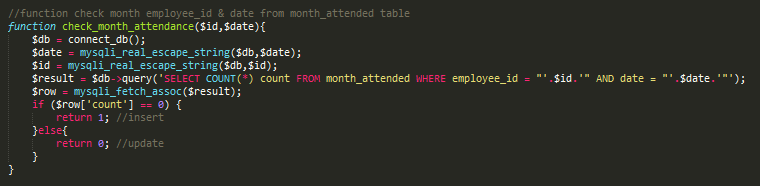 //function check month employee_id & date from month_attended table
function check_month_attendance($id,$date){
$db = connect_db();
$date = mysqli_real_escape_string($db,$date);
$id = mysqli_real_escape_string($db,$id);
$result = $db->query('SELECT COUNT(*) count FROM month_attended WHERE employee_id = "'.$id.'" AND date = "'.$date.'"');
$row = mysqli_fetch_assoc($result);
if ($row['count'] == 0) {
return 1; //insert
}else{
return 0; //update
}
}